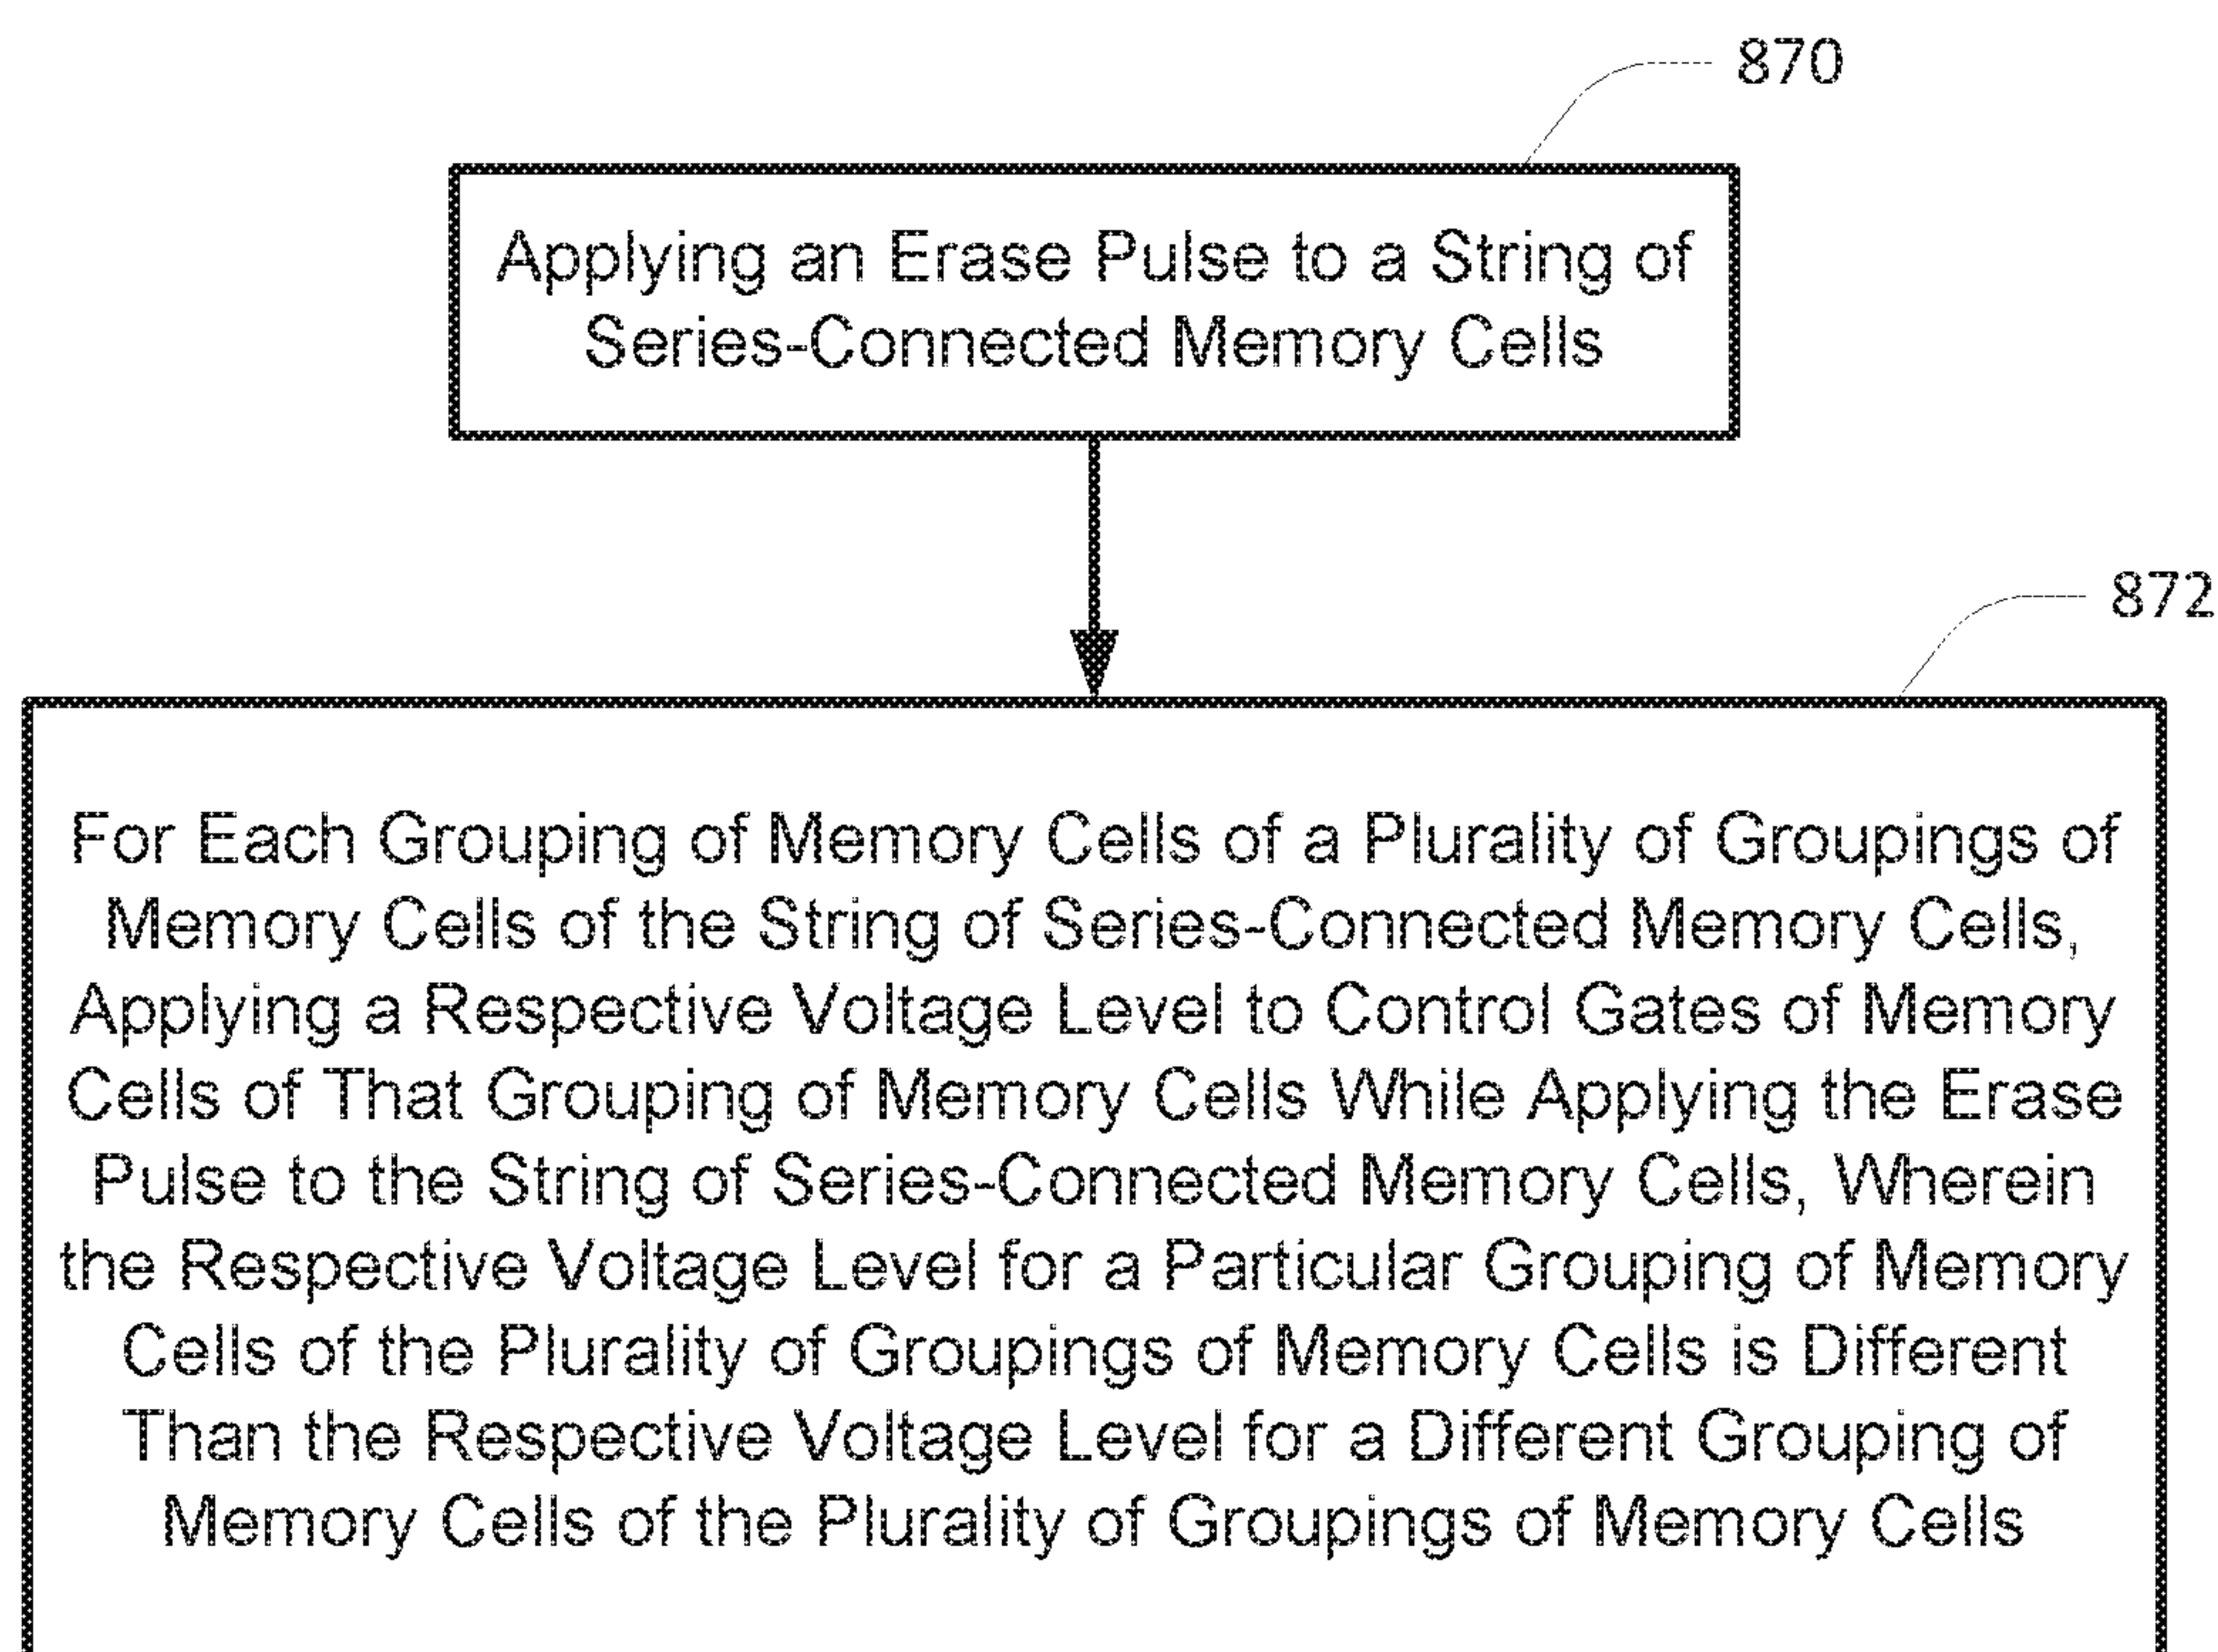 870
Applying an Erase Pulse to a String of
Series-Connected Memory Cells
872
For Each Grouping of Memory Cells of a Plurality of Groupings of
Memory Cells of the String of Series-Connected Memory Cells,
Applying a Respective Voltage Level to Control Gates of Memory
Cells of That Grouping of Memory Cells While Applying the Erase
Pulse to the String of Series-Connected Memory Cells, Wherein
the Respective Voltage Level for a Particular Grouping of Memory
Cells of the Plurality of Groupings of Memory Cells is Different
Than the Respective Voltage Level for a Different Grouping of
Memory Cells of the Plurality of Groupings of Memory Cells